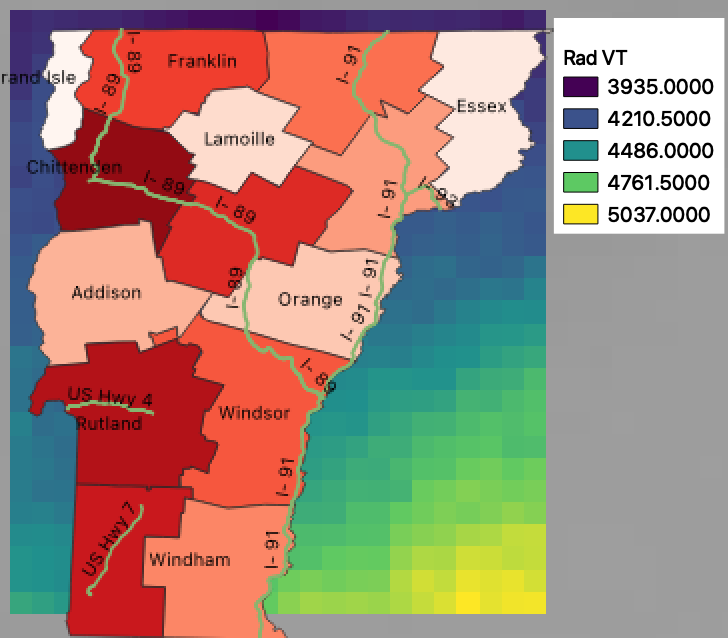 Rad VT
3935.0000
4210.5000
4486.0000
4761.5000
5037.0000
I- 89
I- 91
Franklin
rand Isle
I- 89
Essex
Lamoille
Chittenden
I- 89
I- 91
I- 93
I- 89
I- 89
I- 91
Addison
Orange
I- 91
I- 89
US Hwy 4
Rutland
Windsor
I- 91
US Hwy 7
I- 91
Windham